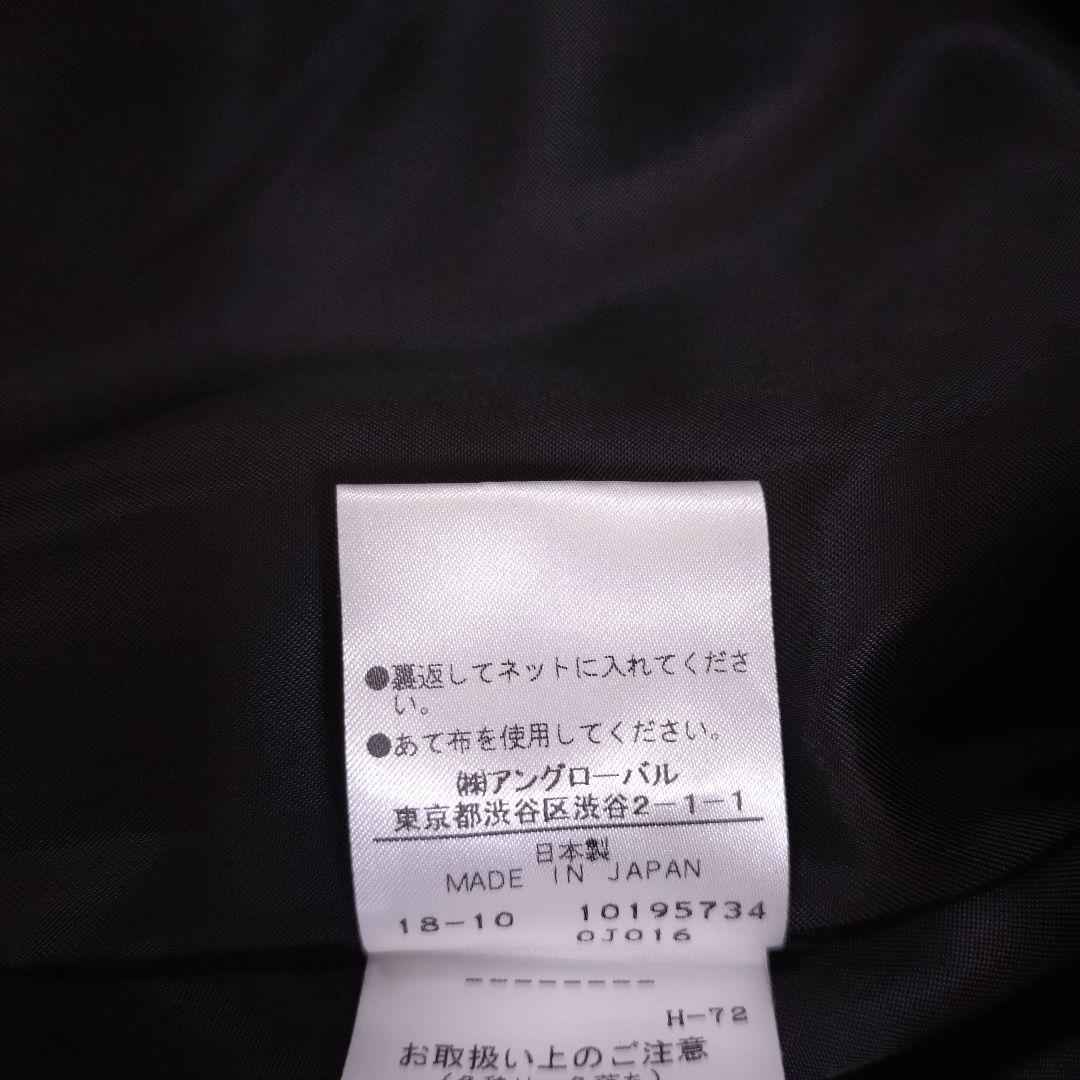 ●裏返してネットに入れてくださ
い。
●あて布を使用してください。
㈱アングローバル
東京都渋谷区渋谷2-1-1
日本製
MADE IN JAPAN
18-10 10195734
0J016
--------
H-72
お取扱い上のご注意